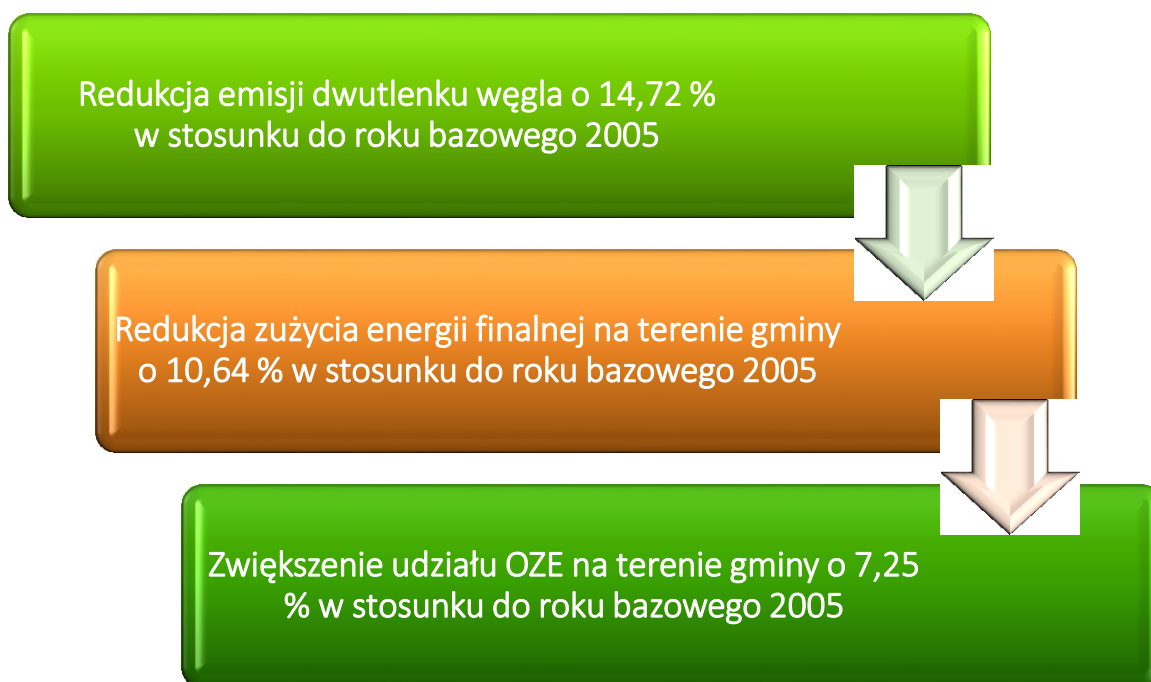 Redukcja emisji dwutlenku węgla o 14,72 %
w stosunku do roku bazowego 2005
Redukcja zużycia energii finalnej na terenie gminy
o 10,64 % w stosunku do roku bazowego 2005
Zwiększenie udziału OZE na terenie gminy o 7,25
% w stosunku do roku bazowego 2005